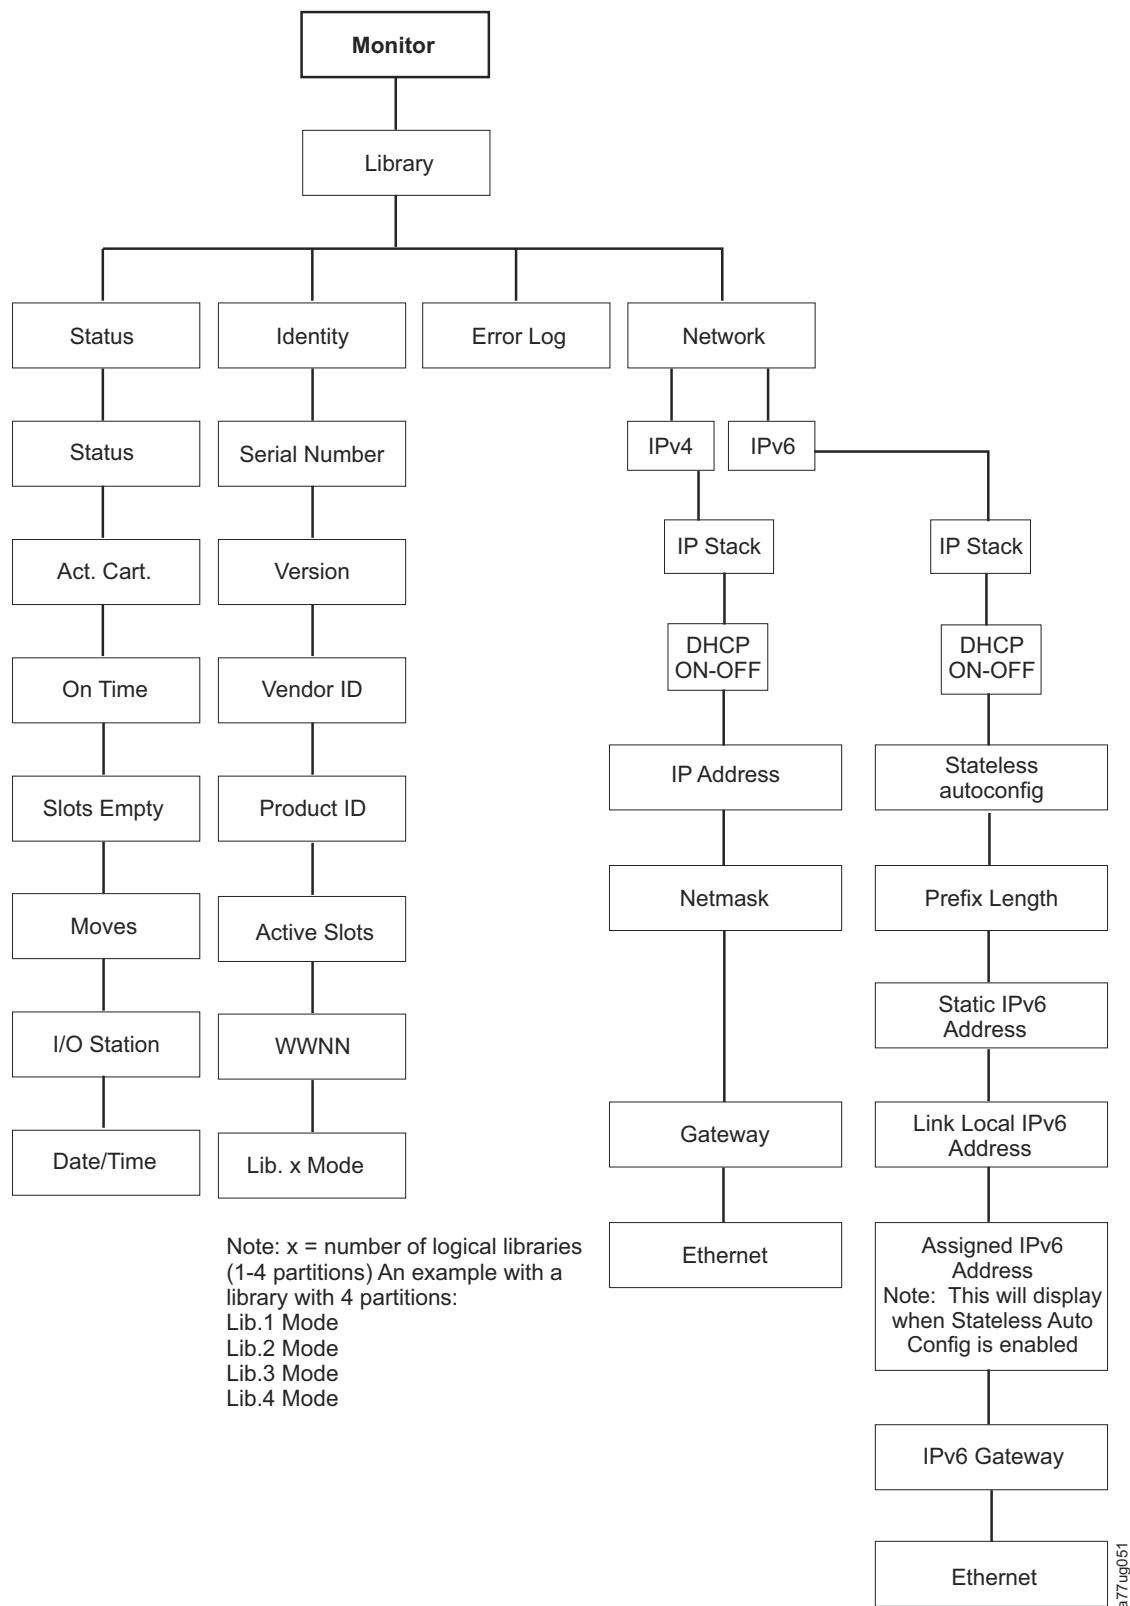 Monitor
Library
Status
Identity
Error Log
Network
Status
Serial Number
IPv4
IPv6
Act. Cart.
Version
IP Stack
IP Stack
On Time
Vendor ID
DHCP
ON-OFF
DHCP
ON-OFF
Slots Empty
Product ID
IP Address
Stateless
autoconfig
Moves
Active Slots
Netmask
Prefix Length
I/O Station
WWNN
Static IPv6
Address
Date/Time
Lib. x Mode
Gateway
Link Local IPv6
Address
Note: x = number of logical libraries
(1-4 partitions) An example with a
library with 4 partitions:
Lib.1 Mode
Lib.2 Mode
Lib.3 Mode
Lib.4 Mode
Ethernet
Assigned IPv6
Address
Note: This will display
when Stateless Auto
Config is enabled
IPv6 Gateway
Ethernet
a77ug051